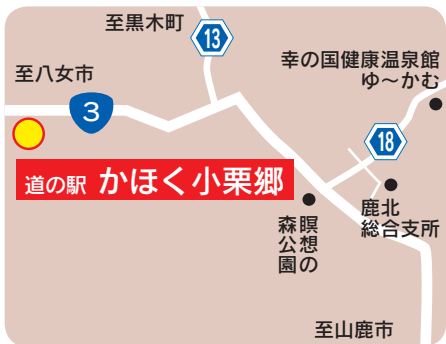 至黒木町
13
至八女市
幸の国健康温泉館
ゆ〜かむ
3
18
道の駅 かほく小栗郷
鹿北
総合支所
瞑想の
森公園
至山鹿市